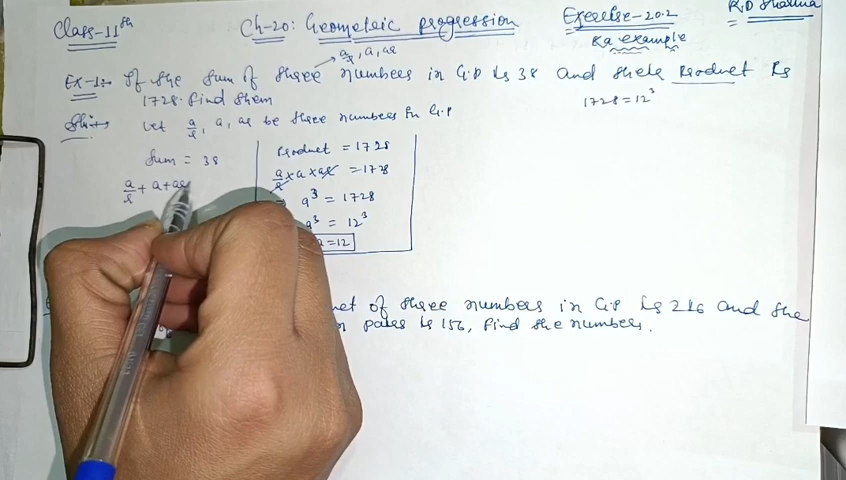 Class-11th Ch-20: Geometric progression Exercise-20.2 R.D Sharma
Ka example
a/r, a, ar
Ex-1:- If the sum of three numbers in G.P is 38 and their Product is
1728. find them
1728 = 12³
Sol:- Let a/r, a, ar be three numbers in G.P
Sum = 38
a/r + a + ar
Product = 1728
a/r × a × ar = 1728
⇒ a³ = 1728
a³ = 12³
a = 12
of three numbers in G.P is 216 and the
pairs is 156, find the numbers.